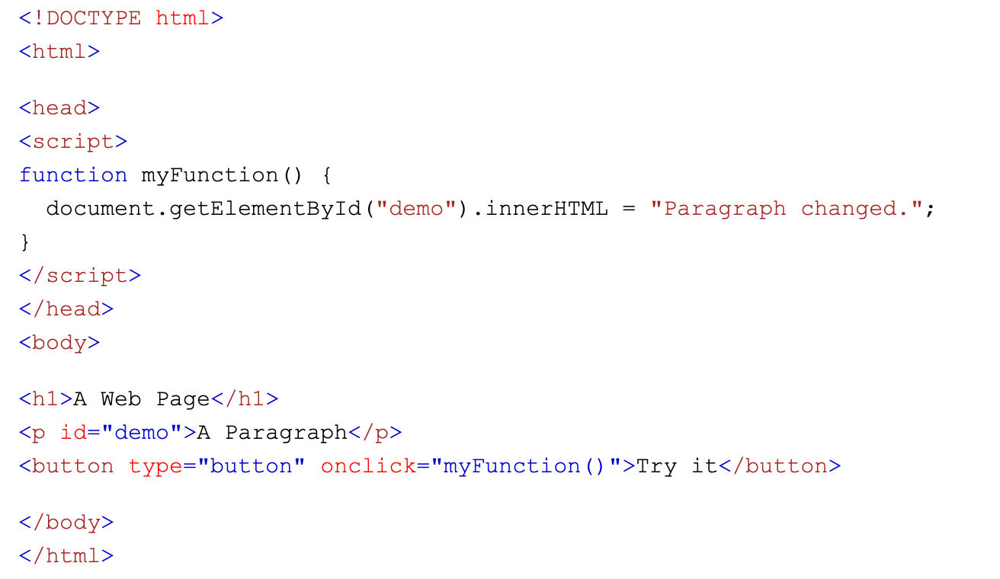 <!DOCTYPE html>
<html>
<head>
<script>
function myFunction() {
  document.getElementById("demo").innerHTML = "Paragraph changed.";
}
</script>
</head>
<body>
<h1>A Web Page</h1>
<p id="demo">A Paragraph</p>
<button type="button" onclick="myFunction()">Try it</button>
</body>
</html>